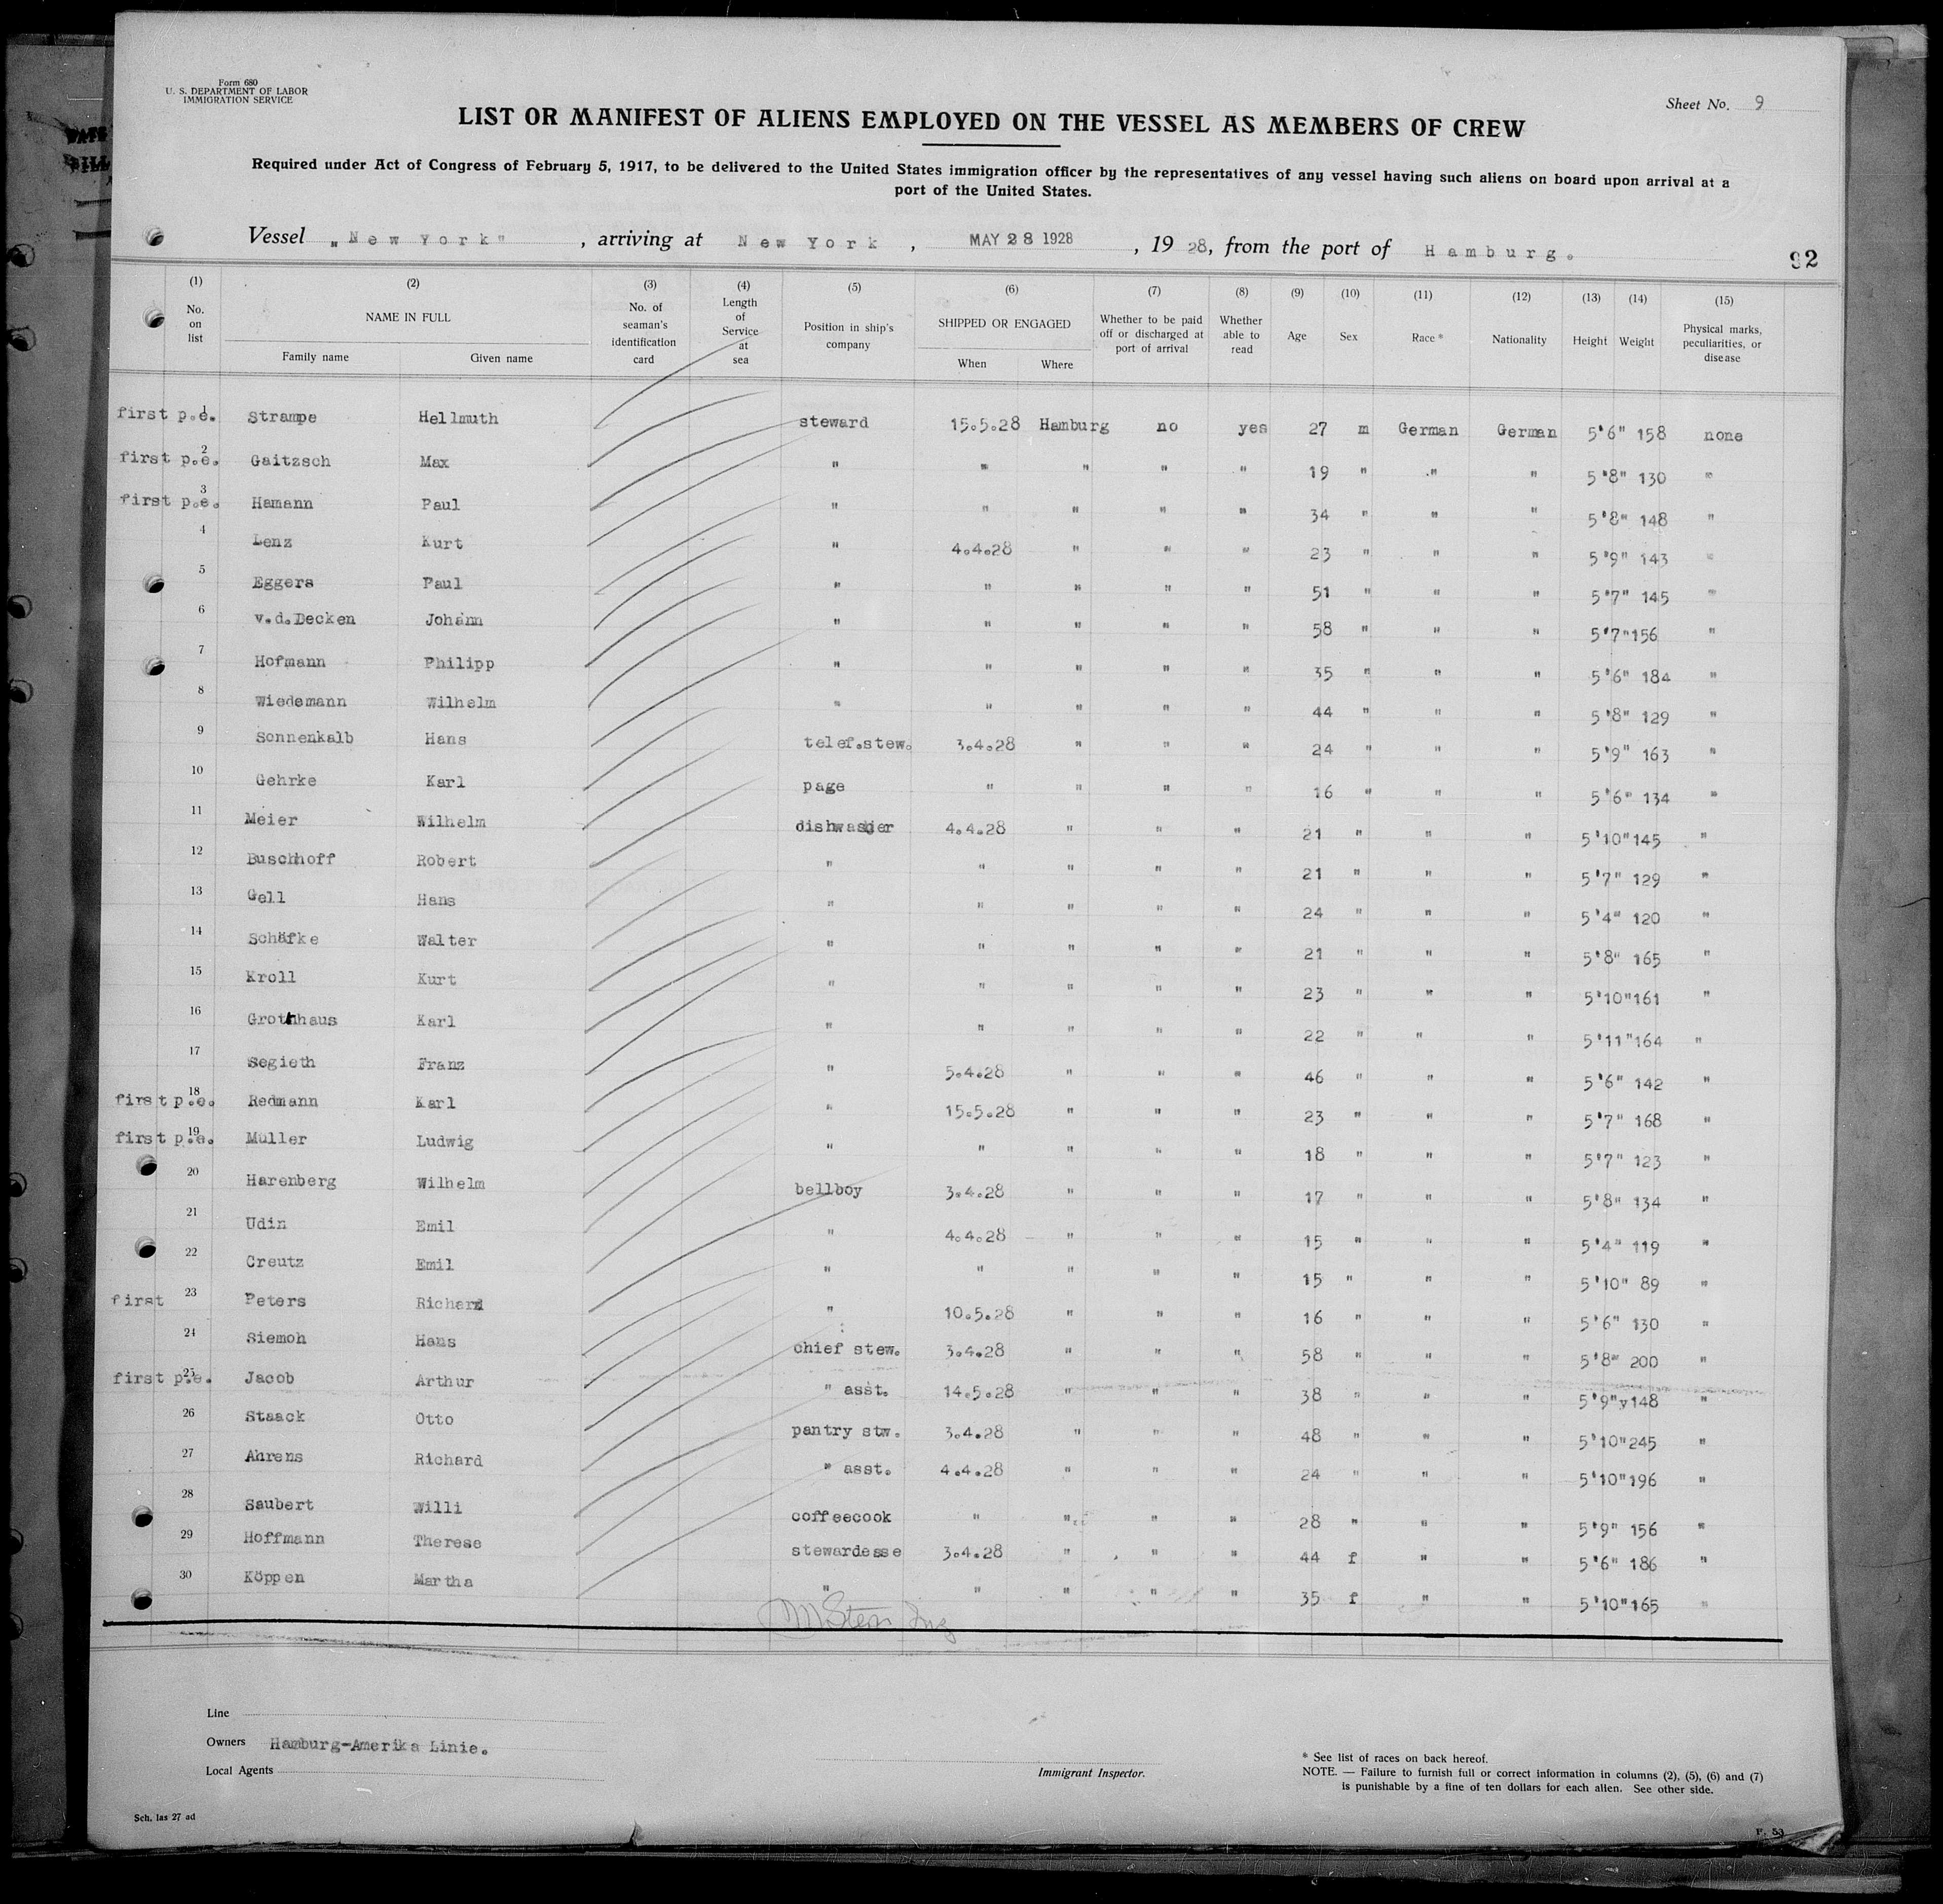 Form 680
U. S. DEPARTMENT OF LABOR
IMMIGRATION SERVICE
Sheet No. 9
LIST OR MANIFEST OF ALIENS EMPLOYED ON THE VESSEL AS MEMBERS OF CREW
Required under Act of Congress of February 5, 1917, to be delivered to the United States immigration officer by the representatives of any vessel having such aliens on board upon arrival at a
port of the United States.
Vessel „New York" , arriving at New York , MAY 28 1928 , 1928, from the port of Hamburg.
92
(1) (2) (3) (4) (5) (6) (7) (8) (9) (10) (11) (12) (13) (14) (15)
No. on list NAME IN FULL Family name Given name No. of seaman's identification card Length of Service at sea Position in ship's company SHIPPED OR ENGAGED When Where Whether to be paid off or discharged at port of arrival Whether able to read Age Sex Race * Nationality Height Weight Physical marks, peculiarities, or disease
first p.e. 1 Strampe Hellmuth steward 15.5.28 Hamburg no yes 27 m German German 5'6" 158 none
first p.e. 2 Gaitzsch Max " " " " " 19 " " " 5'8" 130 "
first p.e. 3 Hamann Paul " " " " " 34 " " " 5'8" 148 "
4 Lenz Kurt " 4.4.28 " " " 23 " " " 5'9" 143 "
5 Eggers Paul " " " " " 51 " " " 5'7" 145 "
6 v.d.Decken Johann " " " " " 58 " " " 5'7" 156 "
7 Hofmann Philipp " " " " " 35 " " " 5'6" 184 "
8 Wiedemann Wilhelm " " " " " 44 " " " 5'8" 129 "
9 Sonnenkalb Hans telef.stew. 3.4.28 " " " 24 " " " 5'9" 163 "
10 Gehrke Karl page " " " " 16 " " " 5'6" 134 "
11 Meier Wilhelm dishwasher 4.4.28 " " " 21 " " " 5'10" 145 "
12 Buschhoff Robert " " " " " 21 " " " 5'7" 129 "
13 Gell Hans " " " " " 24 " " " 5'4" 120 "
14 Schäfke Walter " " " " " 21 " " " 5'8" 165 "
15 Kroll Kurt " " " " " 23 " " " 5'10" 161 "
16 Grothhaus Karl " " " " " 22 " " " 5'11" 164 "
17 Segieth Franz " 5.4.28 " " " 46 " " " 5'6" 142 "
first p.e. 18 Redmann Karl " 15.5.28 " " " 23 " " " 5'7" 168 "
first p.e. 19 Müller Ludwig " " " " " 18 " " " 5'7" 123 "
20 Harenberg Wilhelm bellboy 3.4.28 " " " 17 " " " 5'8" 134 "
21 Udin Emil " 4.4.28 " " " 15 " " " 5'4" 119 "
22 Creutz Emil " " " " " 15 " " " 5'10" 89 "
first 23 Peters Richard " 10.5.28 " " " 16 " " " 5'6" 130 "
24 Siemoh Hans chief stew. 3.4.28 " " " 58 " " " 5'8" 200 "
first p.e. 25 Jacob Arthur " asst. 14.5.28 " " " 38 " " " 5'9"y148 "
26 Staack Otto pantry stw. 3.4.28 " " " 48 " " " 5'10" 245 "
27 Ahrens Richard " asst. 4.4.28 " " " 24 " " " 5'10" 196 "
28 Saubert Willi coffeecook " " " " 28 " " " 5'9" 156 "
29 Hoffmann Therese stewardesse 3.4.28 " " " 44 f " " 5'6" 186 "
30 Köppen Martha " " " " " 35 f " " 5'10" 165 "
Line
Owners Hamburg-Amerika Linie.
Local Agents
Immigrant Inspector.
* See list of races on back hereof.
NOTE. — Failure to furnish full or correct information in columns (2), (5), (6) and (7)
is punishable by a fine of ten dollars for each alien. See other side.
Sch. las 27 ad
F. 53